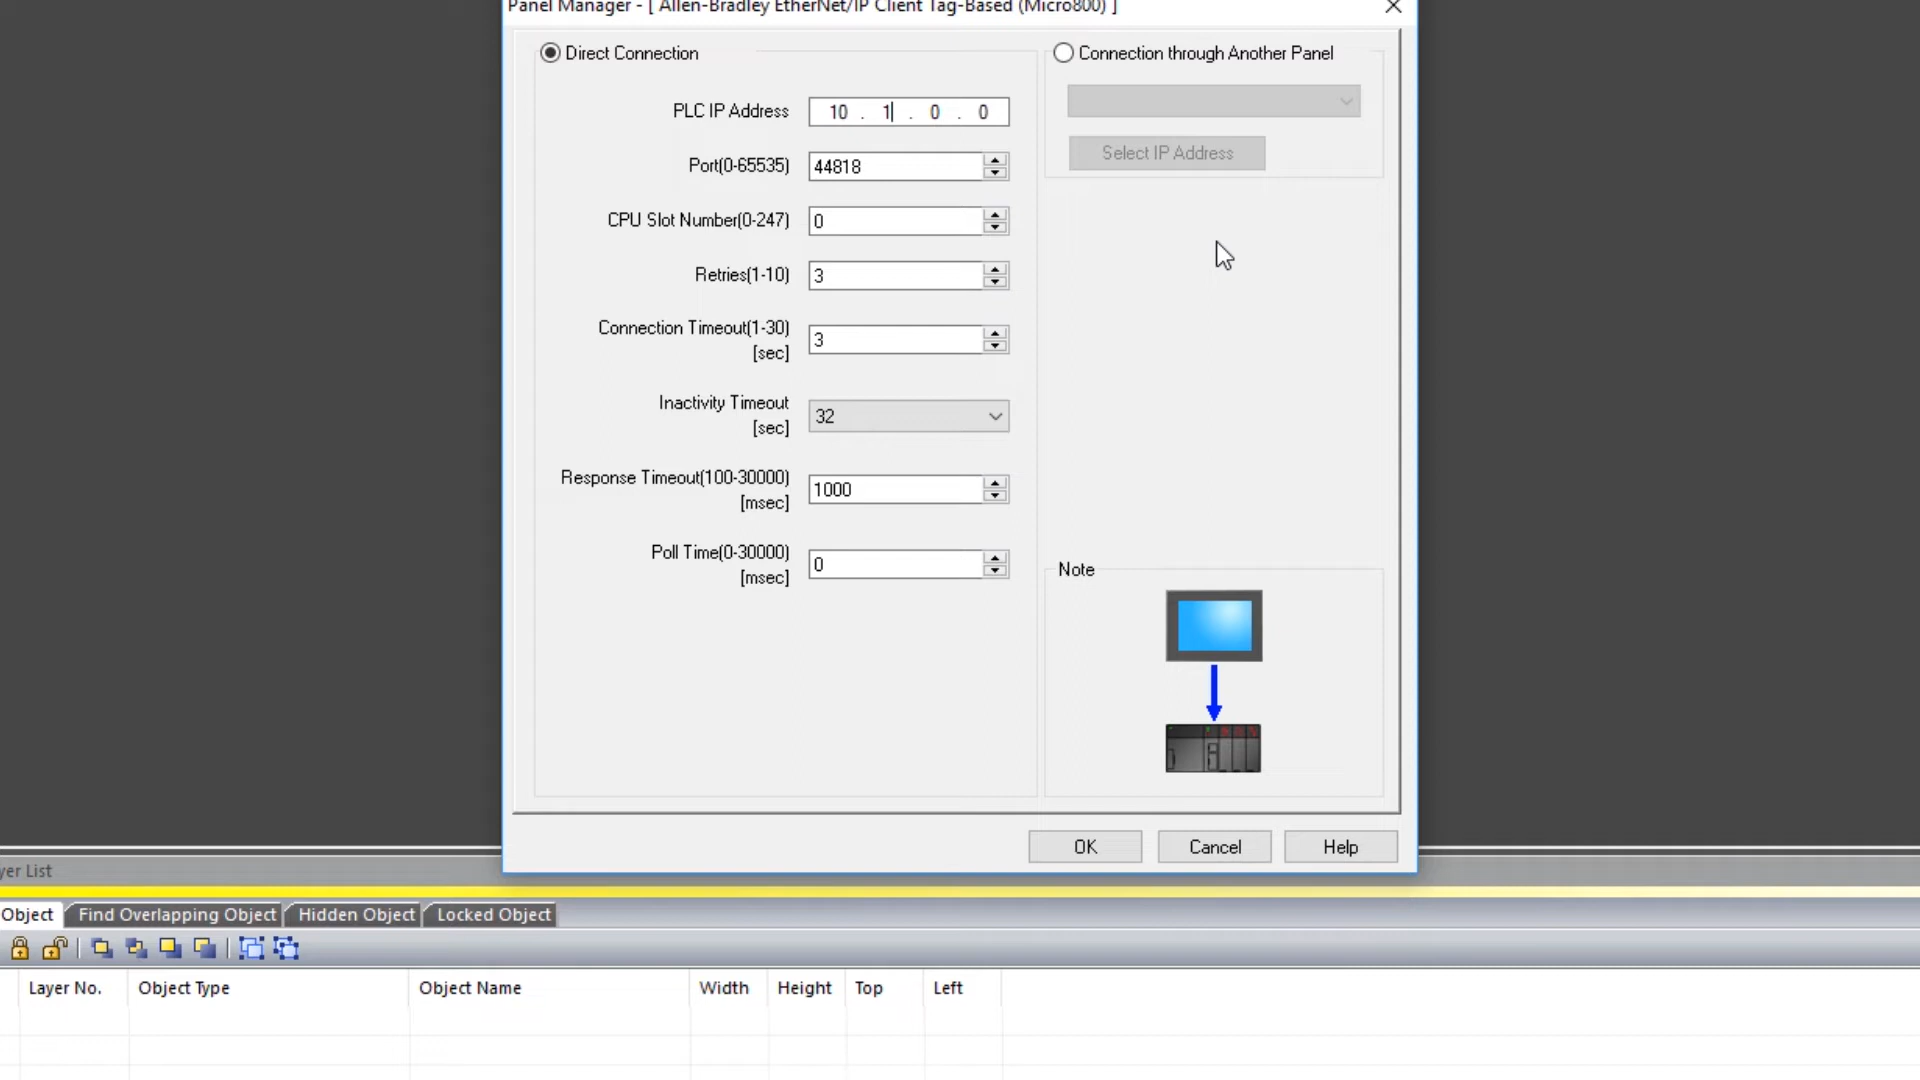 Panel Manager - [ Allen-Bradley EtherNet/IP Client Tag-Based (Micro800) ]
Direct Connection
Connection through Another Panel
PLC IP Address 10 . 1 . 0 . 0
Select IP Address
Port(0-65535) 44818
CPU Slot Number(0-247) 0
Retries(1-10) 3
Connection Timeout(1-30)
[sec] 3
Inactivity Timeout
[sec] 32
Response Timeout(100-30000)
[msec] 1000
Poll Time(0-30000)
[msec] 0
Note
OK Cancel Help
yer List
Object Find Overlapping Object Hidden Object Locked Object
Layer No. Object Type Object Name Width Height Top Left